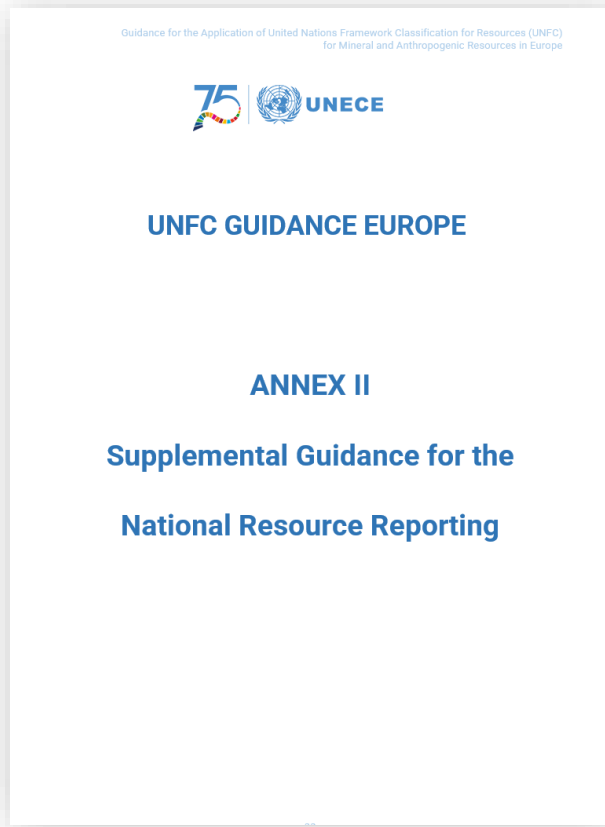 Guidance for the Application of United Nations Framework Classification for Resources (UNFC)
for Mineral and Anthropogenic Resources in Europe
75 UNECE
UNFC GUIDANCE EUROPE
ANNEX II
Supplemental Guidance for the
National Resource Reporting